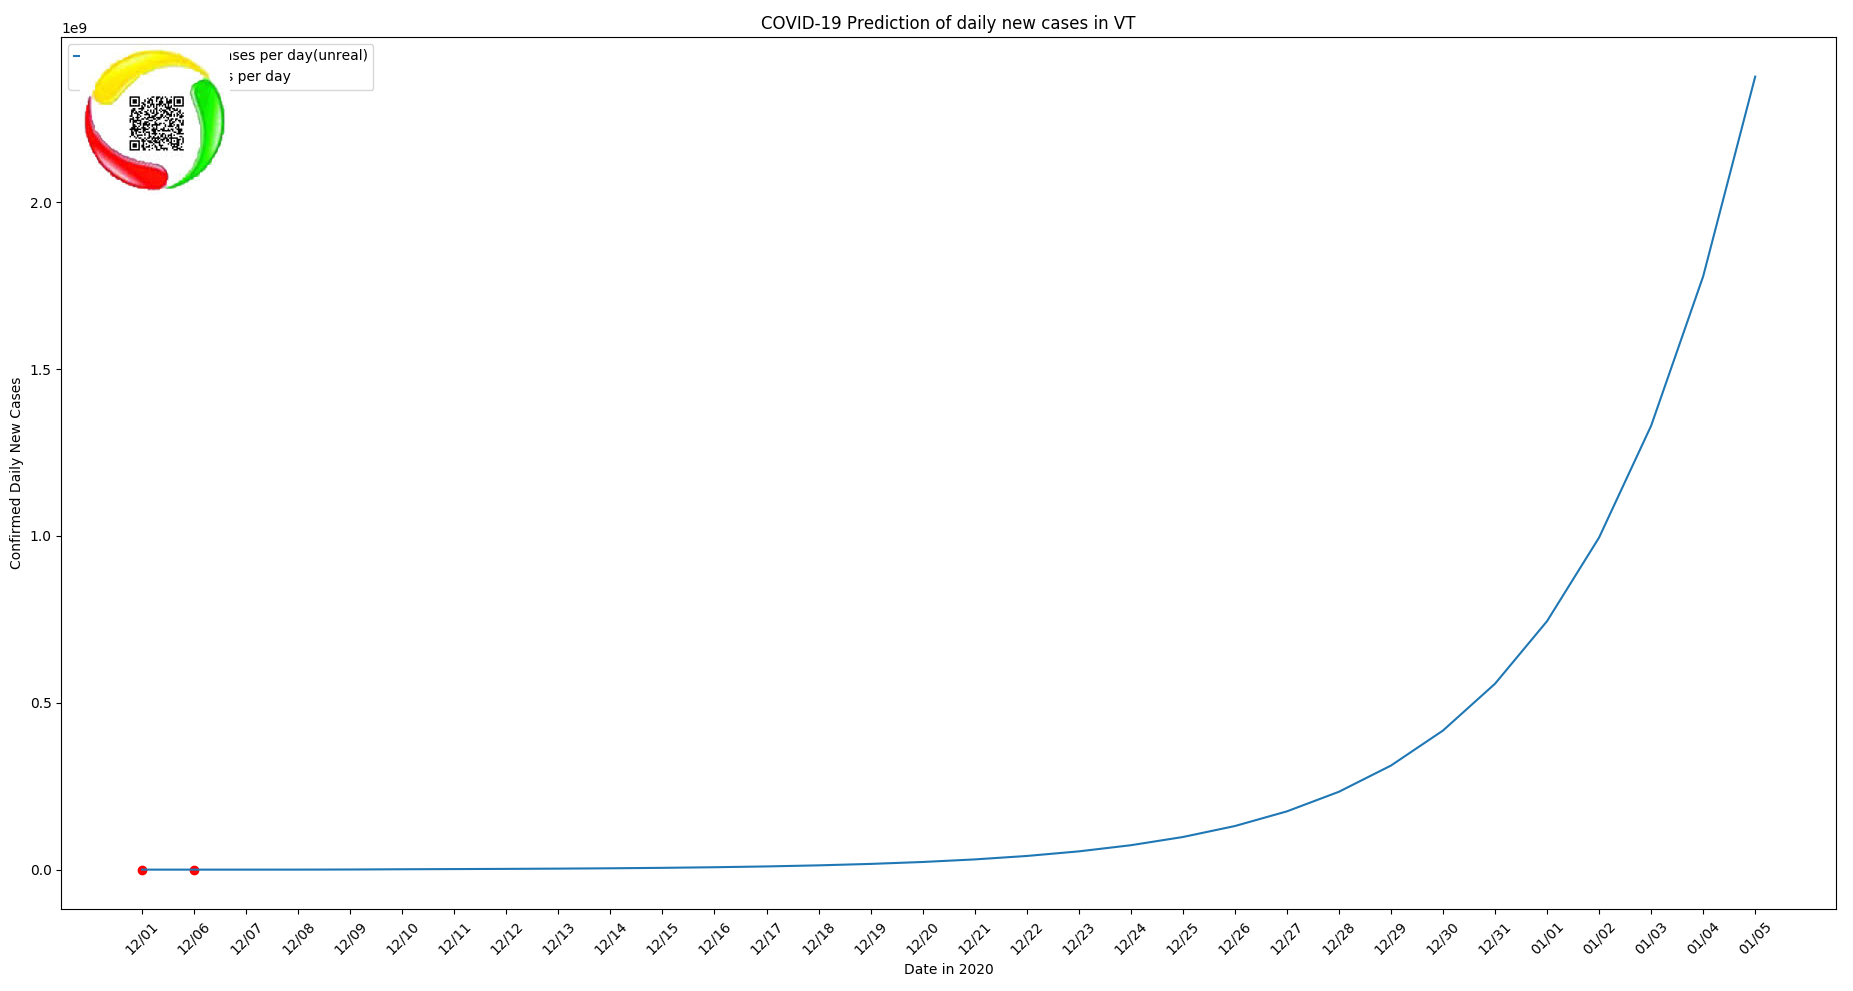 COVID-19 Prediction of daily new cases in VT
1e9
per day(unreal)
per day
2.0
1.5
1.0
0.5
0.0
Confirmed Daily New Cases
12/01 12/06 12/07 12/08 12/09 12/10 12/11 12/12 12/13 12/14 12/15 12/16 12/17 12/18 12/19 12/20 12/21 12/22 12/23 12/24 12/25 12/26 12/27 12/28 12/29 12/30 12/31 01/01 01/02 01/03 01/04 01/05
Date in 2020